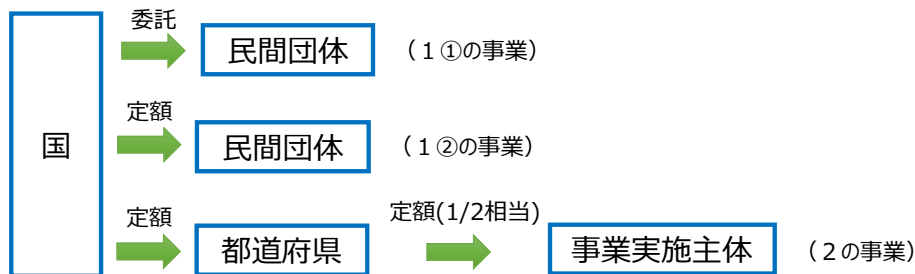 国
委託
民間団体
（１①の事業）
定額
民間団体
（１②の事業）
定額
都道府県
定額(1/2相当)
事業実施主体
（２の事業）